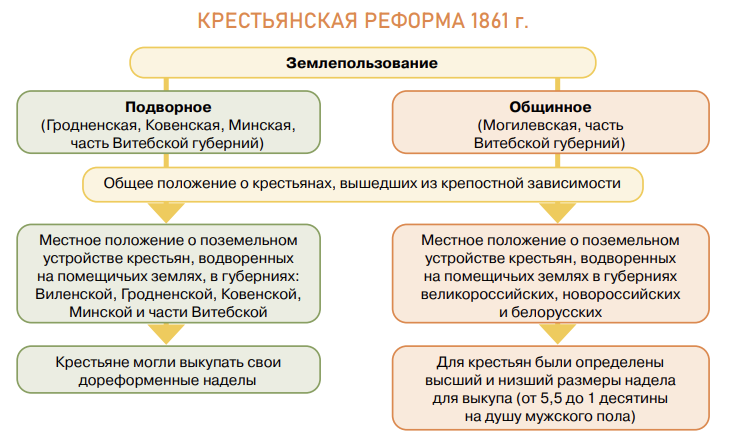 КРЕСТЬЯНСКАЯ РЕФОРМА 1861 г.
Землепользование
Подворное
(Гродненская, Ковенская, Минская,
часть Витебской губерний)
Общинное
(Могилевская, часть
Витебской губернии)
Общее положение о крестьянах, вышедших из крепостной зависимости
Местное положение о поземельном
устройстве крестьян, водворенных
на помещичьих землях, в губерниях:
Виленской, Гродненской, Ковенской,
Минской и части Витебской
Местное положение о поземельном
устройстве крестьян, водворенных
на помещичьих землях в губерниях
великороссийских, новороссийских
и белорусских
Крестьяне могли выкупать свои
дореформенные наделы
Для крестьян были определены
высший и низший размеры надела
для выкупа (от 5,5 до 1 десятины
на душу мужского пола)